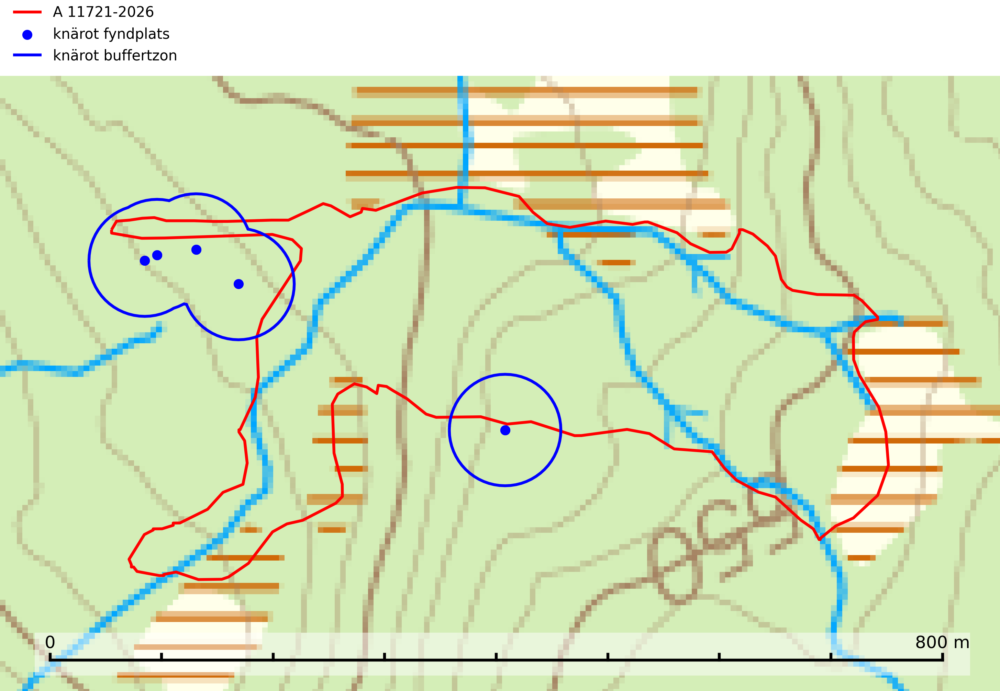 A 11721-2026
knärot fyndplats
knärot buffertzon
0
800 m